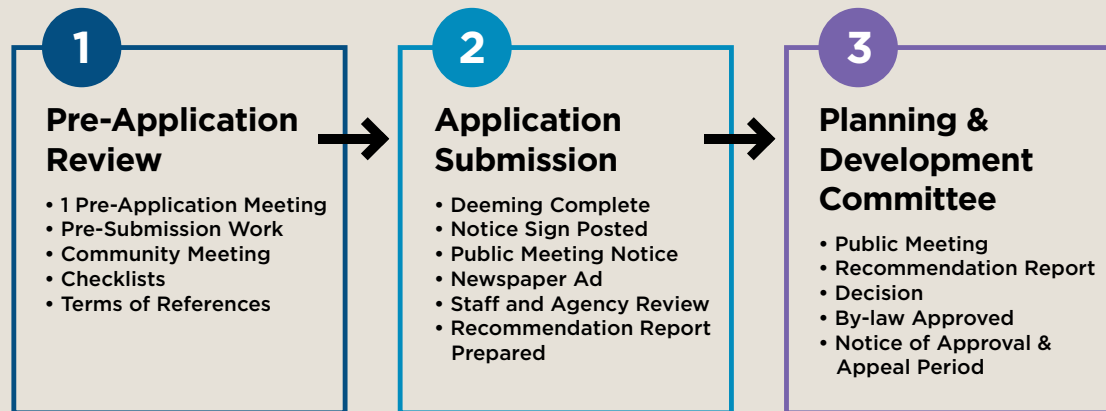 1
Pre-Application
Review
• 1 Pre-Application Meeting
• Pre-Submission Work
• Community Meeting
• Checklists
• Terms of References
2
Application
Submission
• Deeming Complete
• Notice Sign Posted
• Public Meeting Notice
• Newspaper Ad
• Staff and Agency Review
• Recommendation Report
Prepared
3
Planning &
Development
Committee
• Public Meeting
• Recommendation Report
• Decision
• By-law Approved
• Notice of Approval &
Appeal Period